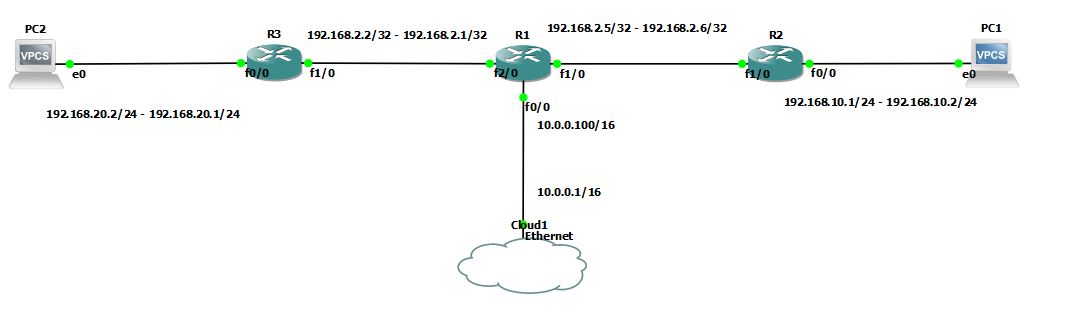 PC2
VPCS
e0
192.168.20.2/24 - 192.168.20.1/24
R3
f0/0
f1/0
192.168.2.2/32 - 192.168.2.1/32
R1
f2/0
f1/0
f0/0
10.0.0.100/16
10.0.0.1/16
Cloud1
Ethernet
192.168.2.5/32 - 192.168.2.6/32
R2
f1/0
f0/0
192.168.10.1/24 - 192.168.10.2/24
PC1
VPCS
e0